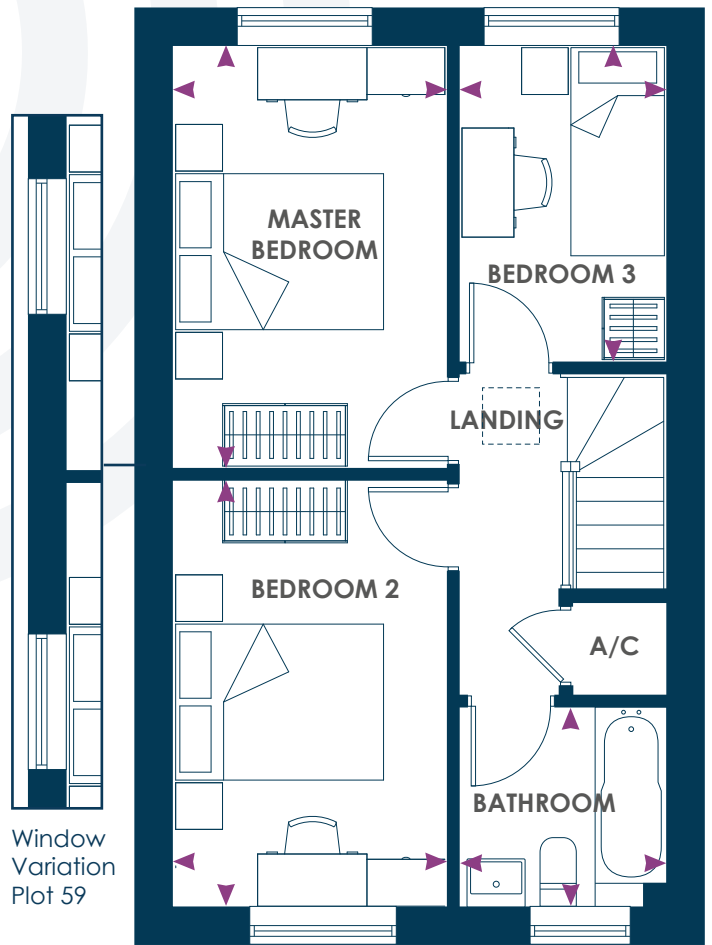 MASTER
BEDROOM
BEDROOM 3
LANDING
BEDROOM 2
A/C
BATHROOM
Window
Variation
Plot 59